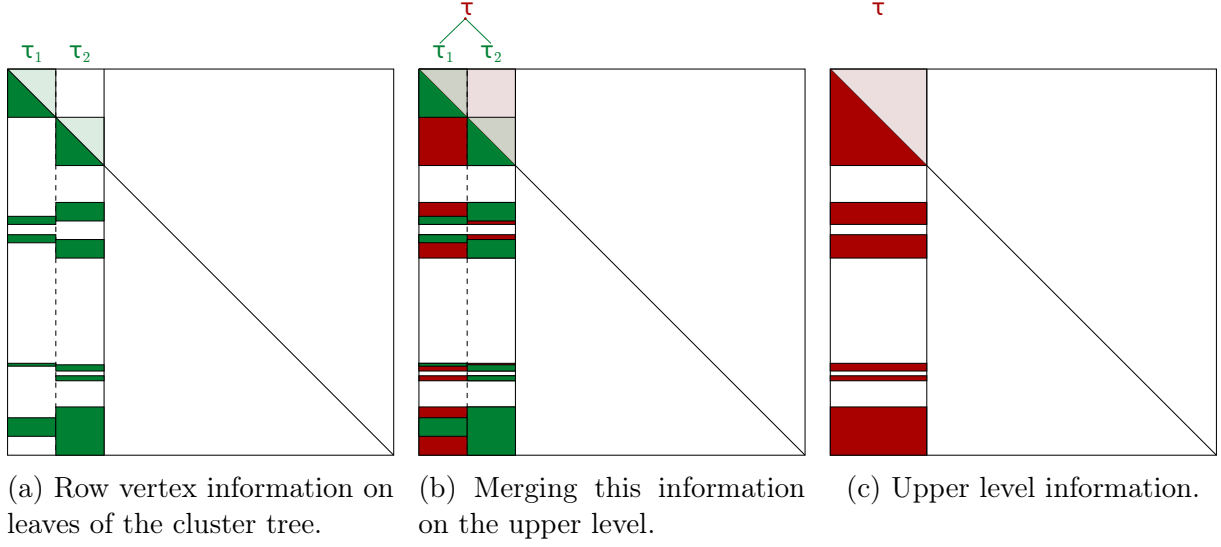 τ
τ
τ₁ τ₂
τ₁ τ₂
(a) Row vertex information on
leaves of the cluster tree.
(b) Merging this information
on the upper level.
(c) Upper level information.